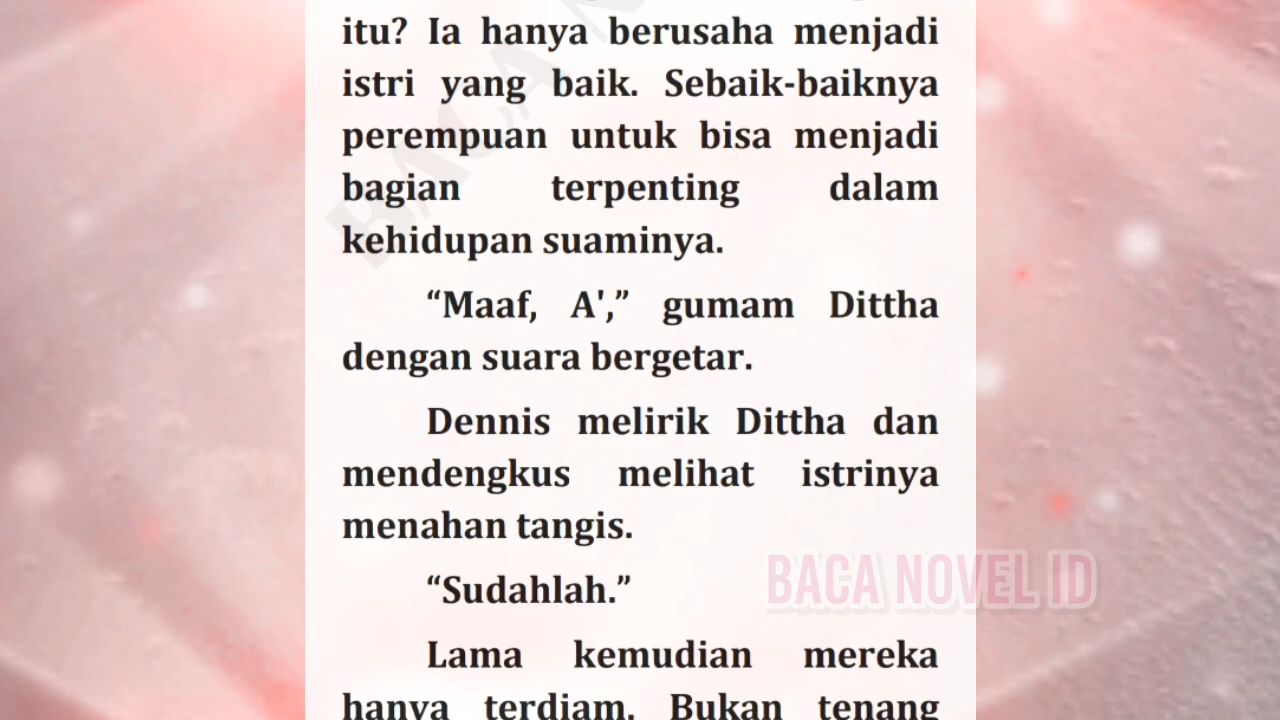 itu? Ia hanya berusaha menjadi
istri yang baik. Sebaik-baiknya
perempuan untuk bisa menjadi
bagian terpenting dalam
kehidupan suaminya.
“Maaf, A',” gumam Dittha
dengan suara bergetar.
Dennis melirik Dittha dan
mendengkus melihat istrinya
menahan tangis.
“Sudahlah.”
BACA NOVEL ID
Lama kemudian mereka
hanya terdiam. Bukan tenang